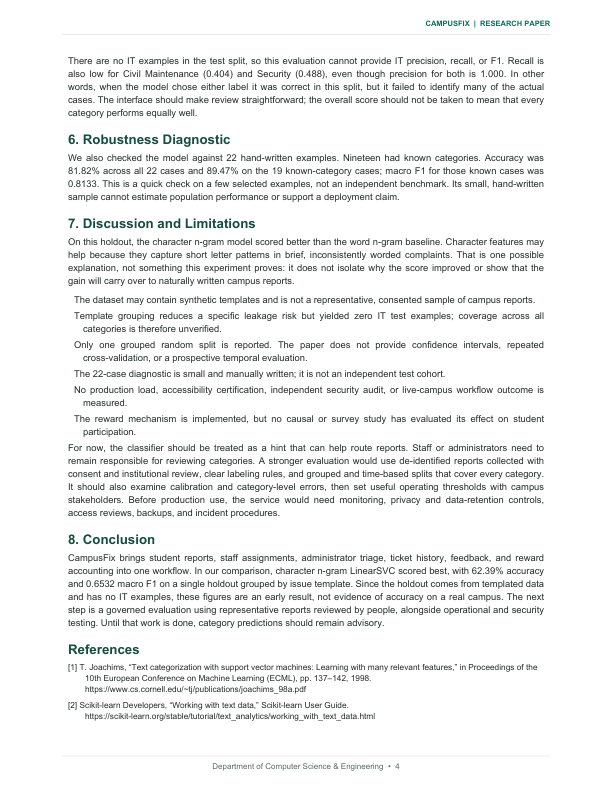 CAMPUSFIX | RESEARCH PAPER
There are no IT examples in the test split, so this evaluation cannot provide IT precision, recall, or F1. Recall is
also low for Civil Maintenance (0.404) and Security (0.488), even though precision for both is 1.000. In other
words, when the model chose either label it was correct in this split, but it failed to identify many of the actual
cases. The interface should make review straightforward; the overall score should not be taken to mean that every
category performs equally well.
6. Robustness Diagnostic
We also checked the model against 22 hand-written examples. Nineteen had known categories. Accuracy was
81.82% across all 22 cases and 89.47% on the 19 known-category cases; macro F1 for those known cases was
0.8133. This is a quick check on a few selected examples, not an independent benchmark. Its small, hand-written
sample cannot estimate population performance or support a deployment claim.
7. Discussion and Limitations
On this holdout, the character n-gram model scored better than the word n-gram baseline. Character features may
help because they capture short letter patterns in brief, inconsistently worded complaints. That is one possible
explanation, not something this experiment proves: it does not isolate why the score improved or show that the
gain will carry over to naturally written campus reports.
The dataset may contain synthetic templates and is not a representative, consented sample of campus reports.
Template grouping reduces a specific leakage risk but yielded zero IT test examples; coverage across all
categories is therefore unverified.
Only one grouped random split is reported. The paper does not provide confidence intervals, repeated
cross-validation, or a prospective temporal evaluation.
The 22-case diagnostic is small and manually written; it is not an independent test cohort.
No production load, accessibility certification, independent security audit, or live-campus workflow outcome is
measured.
The reward mechanism is implemented, but no causal or survey study has evaluated its effect on student
participation.
For now, the classifier should be treated as a hint that can help route reports. Staff or administrators need to
remain responsible for reviewing categories. A stronger evaluation would use de-identified reports collected with
consent and institutional review, clear labeling rules, and grouped and time-based splits that cover every category.
It should also examine calibration and category-level errors, then set useful operating thresholds with campus
stakeholders. Before production use, the service would need monitoring, privacy and data-retention controls,
access reviews, backups, and incident procedures.
8. Conclusion
CampusFix brings student reports, staff assignments, administrator triage, ticket history, feedback, and reward
accounting into one workflow. In our comparison, character n-gram LinearSVC scored best, with 62.39% accuracy
and 0.6532 macro F1 on a single holdout grouped by issue template. Since the holdout comes from templated data
and has no IT examples, these figures are an early result, not evidence of accuracy on a real campus. The next
step is a governed evaluation using representative reports reviewed by people, alongside operational and security
testing. Until that work is done, category predictions should remain advisory.
References
[1] T. Joachims, “Text categorization with support vector machines: Learning with many relevant features,” in Proceedings of the
10th European Conference on Machine Learning (ECML), pp. 137–142, 1998.
https://www.cs.cornell.edu/~tj/publications/joachims_98a.pdf
[2] Scikit-learn Developers, “Working with text data,” Scikit-learn User Guide.
https://scikit-learn.org/stable/tutorial/text_analytics/working_with_text_data.html
Department of Computer Science & Engineering • 4